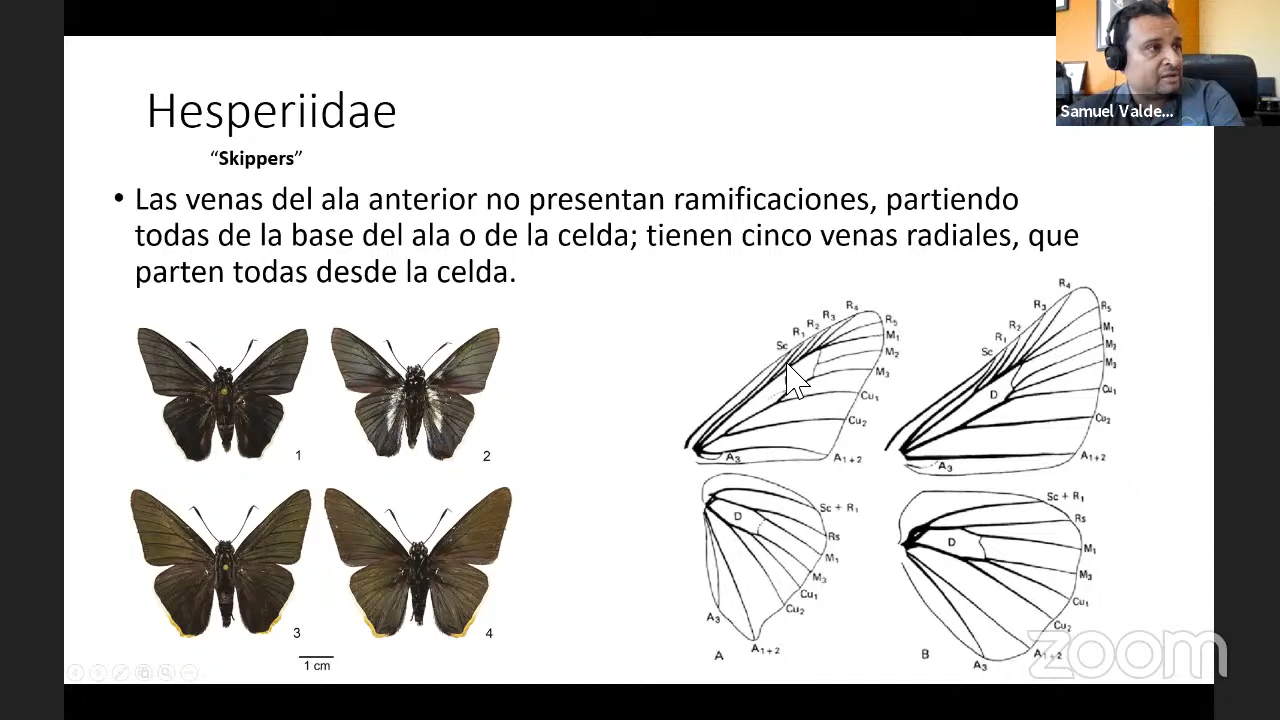 Hesperiidae
“Skippers”
• Las venas del ala anterior no presentan ramificaciones, partiendo
todas de la base del ala o de la celda; tienen cinco venas radiales, que
parten todas desde la celda.
Samuel Valde...
1
2
3
4
1 cm
Sc
R₁
R₂
R₃
R₄
R₅
M₁
M₂
M₃
Cu₁
Cu₂
A₁₊₂
A₃
D
Sc + R₁
Rs
M₁
M₃
Cu₁
Cu₂
A₁₊₂
A₃
A
Sc
R₁
R₂
R₃
R₄
R₅
M₁
M₃
Cu₁
Cu₂
A₁₊₂
A₃
D
D
Sc + R₁
Rs
M₁
M₃
Cu₁
Cu₂
A₁₊₂
A₃
B
zoom